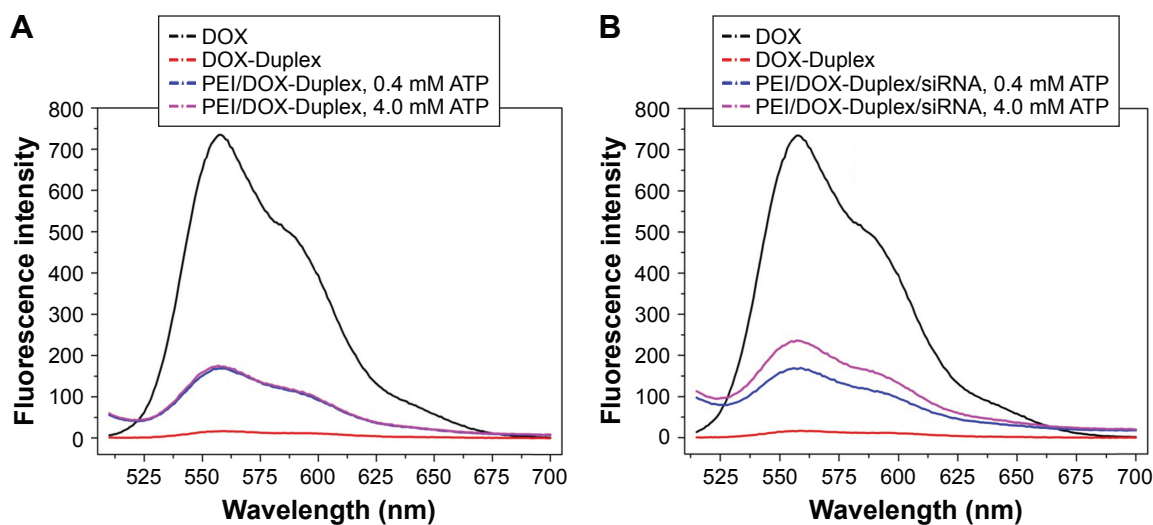 A
DOX
DOX-Duplex
PEI/DOX-Duplex, 0.4 mM ATP
PEI/DOX-Duplex, 4.0 mM ATP
Fluorescence intensity
800
700
600
500
400
300
200
100
0
525
550
575
600
625
650
675
700
Wavelength (nm)
B
DOX
DOX-Duplex
PEI/DOX-Duplex/siRNA, 0.4 mM ATP
PEI/DOX-Duplex/siRNA, 4.0 mM ATP
Fluorescence intensity
800
700
600
500
400
300
200
100
0
525
550
575
600
625
650
675
700
Wavelength (nm)